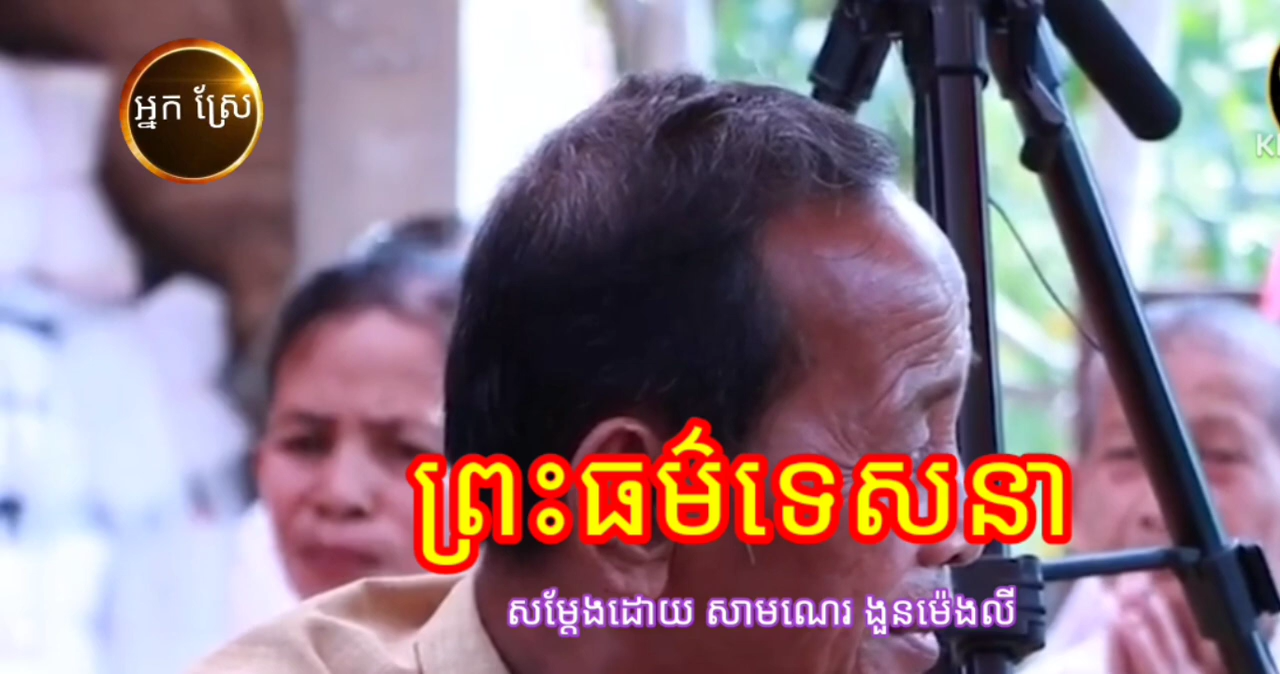 អ្នក ស្រែ
ព្រះធម៌ទេសនា
សម្តែងដោយ សាមណេរ ងួនម៉េងលី